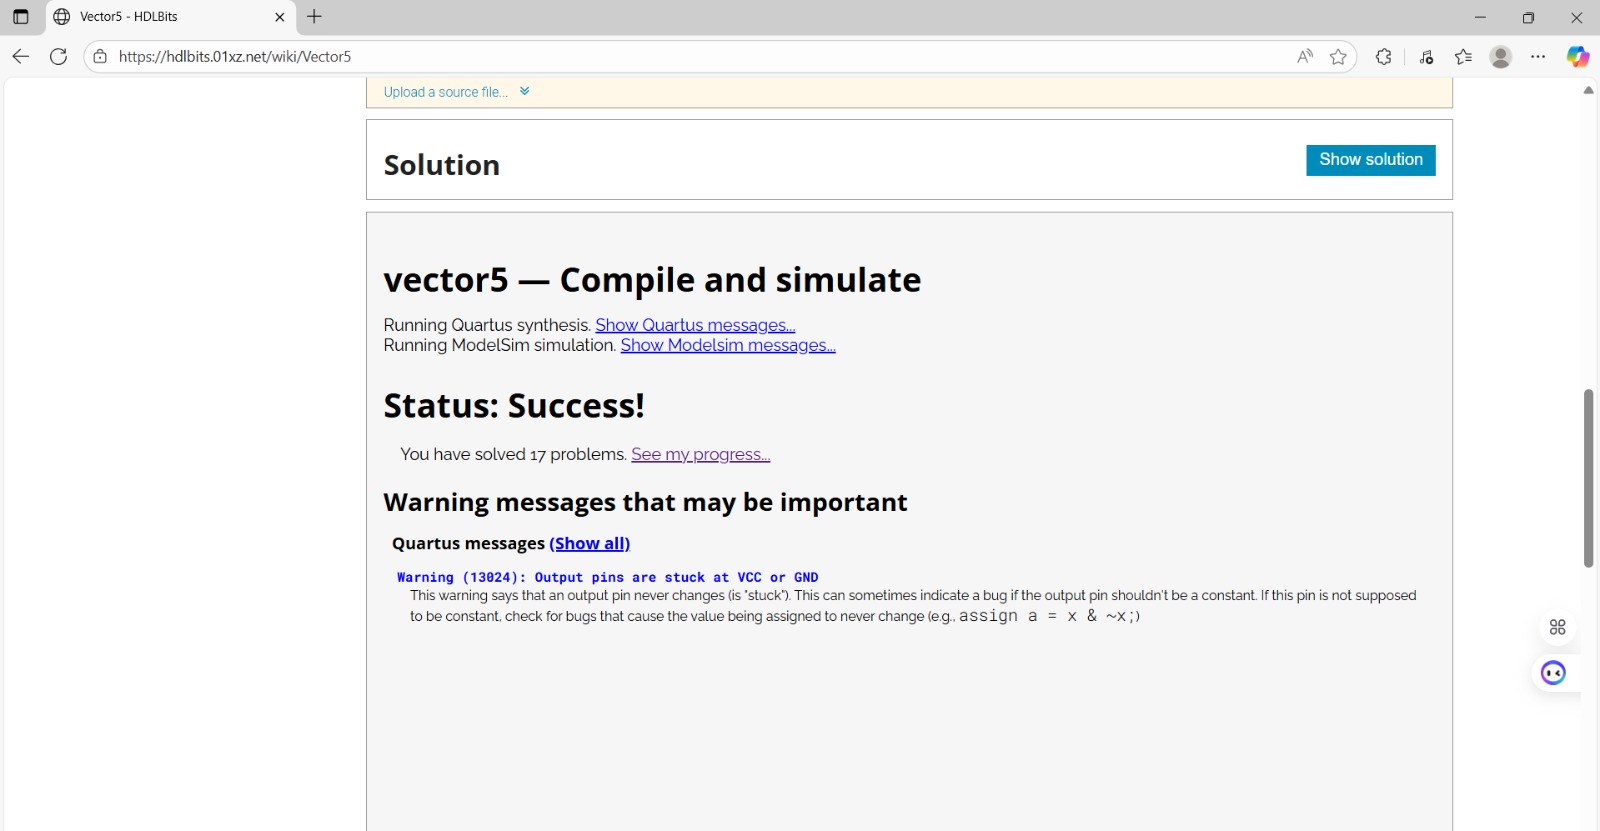 Vector5 - HDLBits
https://hdlbits.01xz.net/wiki/Vector5
Upload a source file...
Solution
Show solution
vector5 — Compile and simulate
Running Quartus synthesis. Show Quartus messages...
Running ModelSim simulation. Show Modelsim messages...
Status: Success!
You have solved 17 problems. See my progress...
Warning messages that may be important
Quartus messages (Show all)
Warning (13024): Output pins are stuck at VCC or GND
This warning says that an output pin never changes (is "stuck"). This can sometimes indicate a bug if the output pin shouldn't be a constant. If this pin is not supposed
to be constant, check for bugs that cause the value being assigned to never change (e.g., assign a = x & ~x;)